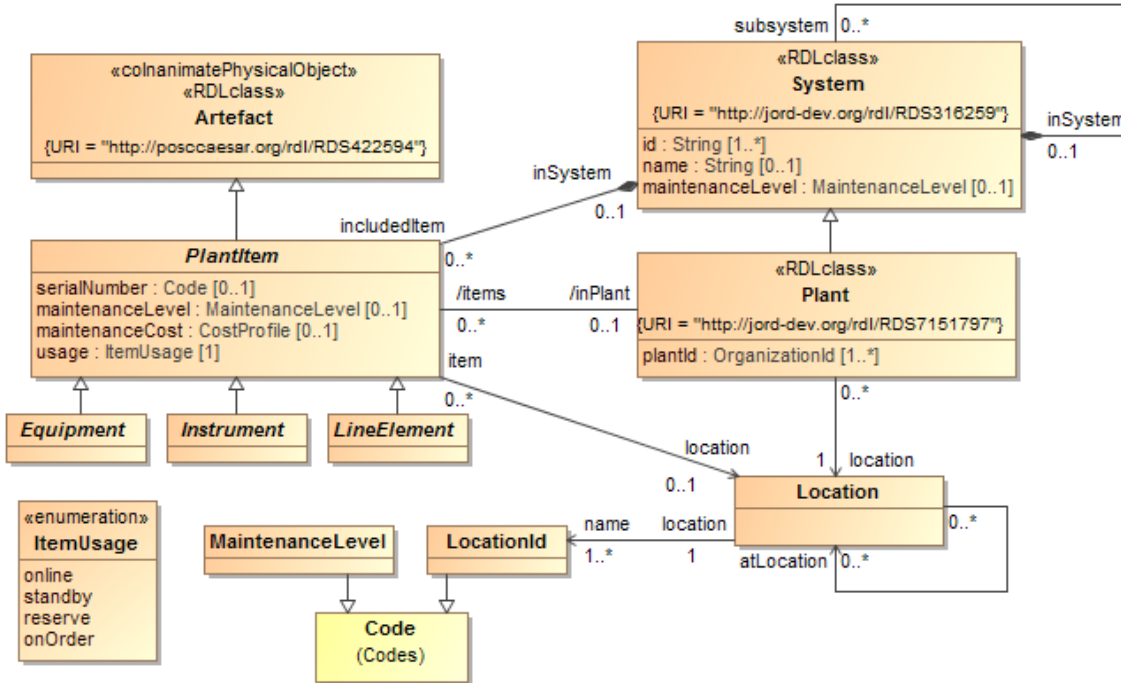 subsystem 0..*
«coInanimatePhysicalObject»
«RDLclass»
Artefact
{URI = "http://posccaesar.org/rdl/RDS422594"}
«RDLclass»
System
{URI = "http://jord-dev.org/rdl/RDS316259"}
id : String [1..*]
name : String [0..1]
maintenanceLevel : MaintenanceLevel [0..1]
inSystem
0..1
inSystem
0..1
includedItem
0..*
PlantItem
serialNumber : Code [0..1]
maintenanceLevel : MaintenanceLevel [0..1]
maintenanceCost : CostProfile [0..1]
usage : ItemUsage [1]
/items /inPlant
0..* 0..1
«RDLclass»
Plant
{URI = "http://jord-dev.org/rdl/RDS7151797"}
plantId : OrganizationId [1..*]
item
0..*
0..*
Equipment
Instrument
LineElement
location
0..1
1 location
Location
0..*
atLocation 0..*
name location
1..* 1
«enumeration»
ItemUsage
online
standby
reserve
onOrder
MaintenanceLevel
LocationId
Code
(Codes)